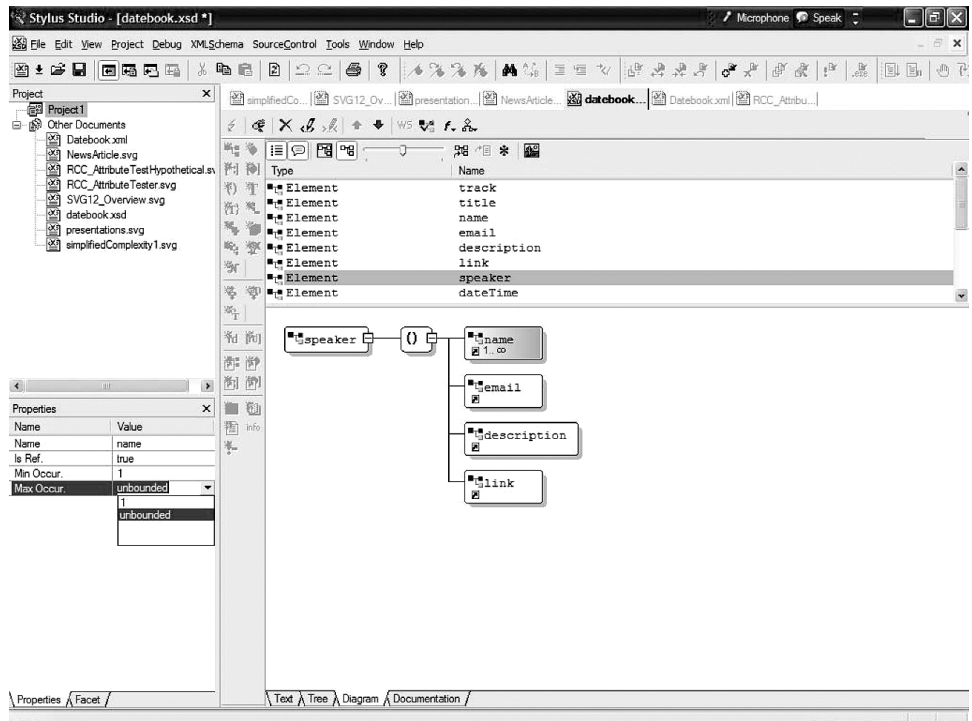 Stylus Studio - [datebook.xsd *]
Microphone Speak
File Edit View Project Debug XMLSchema SourceControl Tools Window Help
Project
Project1
Other Documents
Datebook.xml
NewsArticle.svg
RCC_AttributeTestHypothetical.sv
RCC_AttributeTester.svg
SVG12_Overview.svg
datebook.xsd
presentations.svg
simplifiedComplexity1.svg
simplifiedCo... SVG12_Ov... presentation... NewsArticle... datebook... Datebook.xml RCC_Attribu...
Type Name
Element track
Element title
Element name
Element email
Element description
Element link
Element speaker
Element dateTime
speaker
()
name
1..∞
email
description
link
info
Properties
Name Value
Name name
Is Ref. true
Min Occur. 1
Max Occur. unbounded
1
unbounded
Properties Facet
Text Tree Diagram Documentation